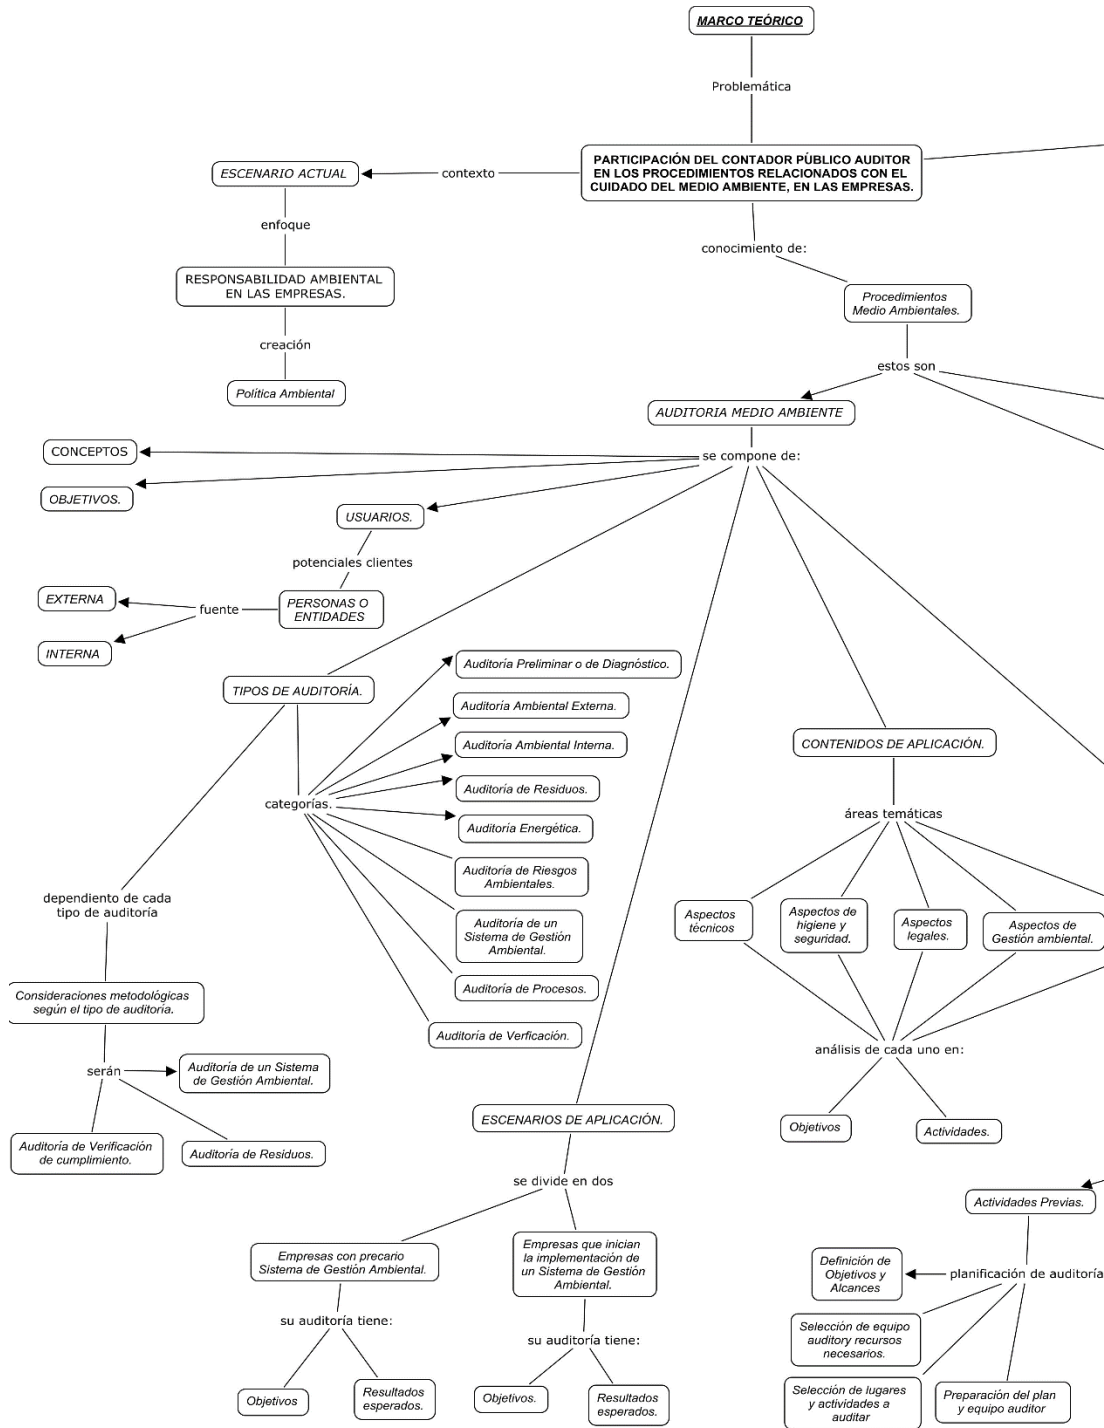 MARCO TEÓRICO
Problemática
PARTICIPACIÓN DEL CONTADOR PÚBLICO AUDITOR
EN LOS PROCEDIMIENTOS RELACIONADOS CON EL
CUIDADO DEL MEDIO AMBIENTE, EN LAS EMPRESAS.
contexto
ESCENARIO ACTUAL
enfoque
RESPONSABILIDAD AMBIENTAL
EN LAS EMPRESAS.
creación
Política Ambiental
conocimiento de:
Procedimientos
Medio Ambientales.
estos son
AUDITORIA MEDIO AMBIENTE
se compone de:
CONCEPTOS
OBJETIVOS.
USUARIOS.
potenciales clientes
PERSONAS O
ENTIDADES
fuente
EXTERNA
INTERNA
TIPOS DE AUDITORÍA.
categorías.
Auditoría Preliminar o de Diagnóstico.
Auditoría Ambiental Externa.
Auditoría Ambiental Interna.
Auditoría de Residuos.
Auditoría Energética.
Auditoría de Riesgos
Ambientales.
Auditoría de un
Sistema de Gestión
Ambiental.
Auditoría de Procesos.
Auditoría de Verficación.
dependiento de cada
tipo de auditoría
Consideraciones metodológicas
según el tipo de auditoría.
serán
Auditoría de un Sistema
de Gestión Ambiental.
Auditoría de Verificación
de cumplimiento.
Auditoría de Residuos.
ESCENARIOS DE APLICACIÓN.
se divide en dos
Empresas con precario
Sistema de Gestión Ambiental.
su auditoría tiene:
Objetivos
Resultados
esperados.
Empresas que inician
la implementación de
un Sistema de Gestión
Ambiental.
su auditoría tiene:
Objetivos.
Resultados
esperados.
CONTENIDOS DE APLICACIÓN.
áreas temáticas
Aspectos
técnicos
Aspectos de
higiene y
seguridad.
Aspectos
legales.
Aspectos de
Gestión ambiental.
análisis de cada uno en:
Objetivos
Actividades.
Actividades Previas.
planificación de auditoría
Definición de
Objetivos y
Alcances
Selección de equipo
auditory recursos
necesarios.
Selección de lugares
y actividades a
auditar
Preparación del plan
y equipo auditor